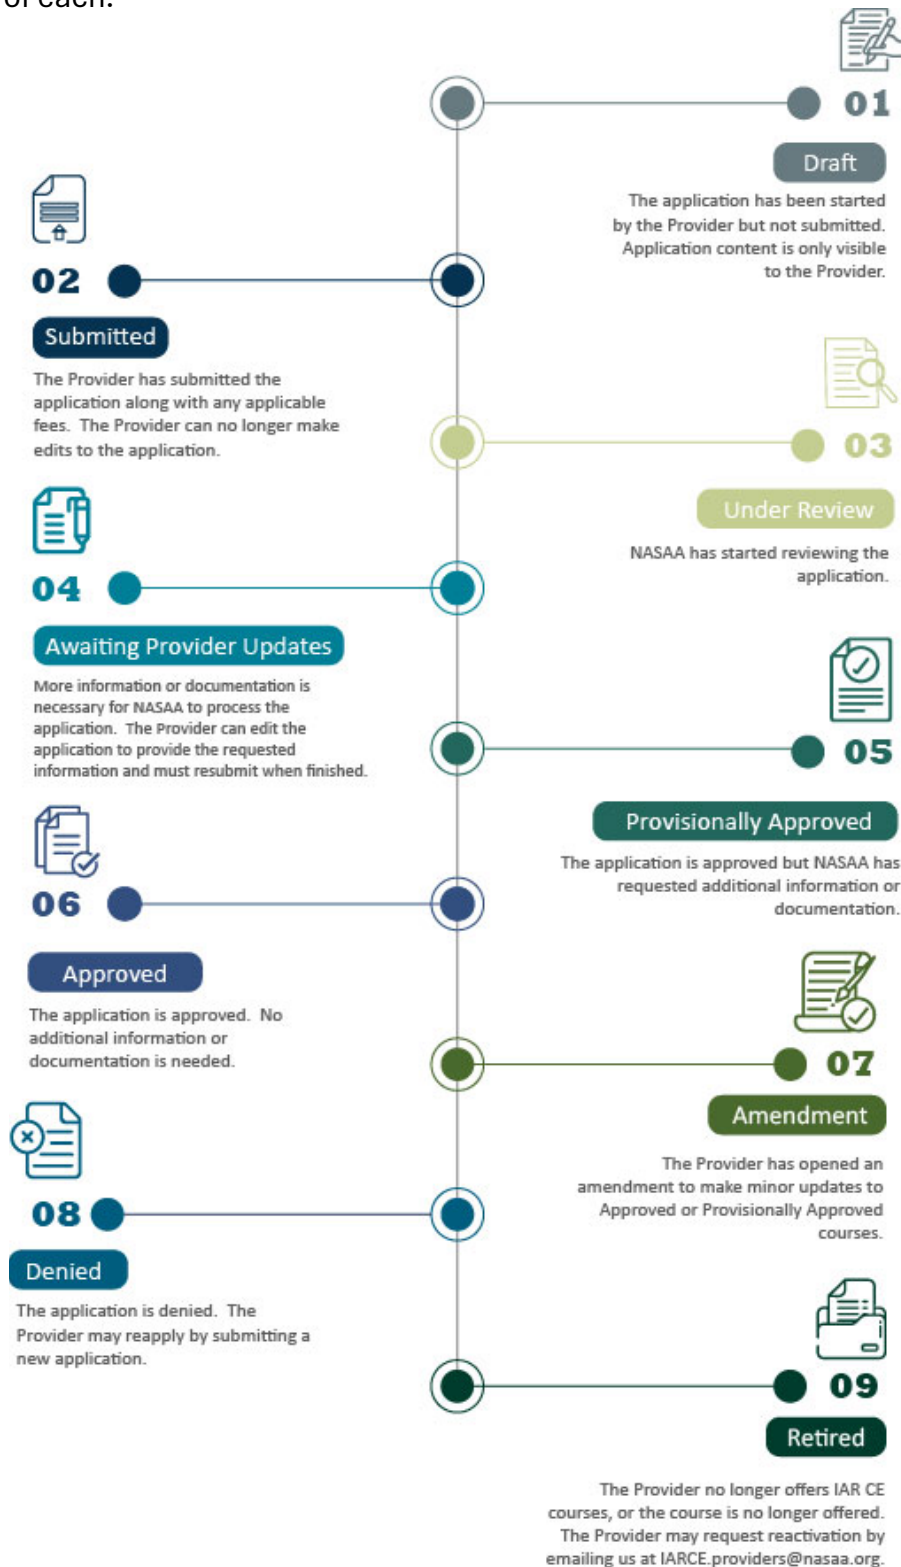 of each.
01
Draft
The application has been started
by the Provider but not submitted.
Application content is only visible
to the Provider.
02
Submitted
The Provider has submitted the
application along with any applicable
fees. The Provider can no longer make
edits to the application.
03
Under Review
NASAA has started reviewing the
application.
04
Awaiting Provider Updates
More information or documentation is
necessary for NASAA to process the
application. The Provider can edit the
application to provide the requested
information and must resubmit when finished.
05
Provisionally Approved
The application is approved but NASAA has
requested additional information or
documentation.
06
Approved
The application is approved. No
additional information or
documentation is needed.
07
Amendment
The Provider has opened an
amendment to make minor updates to
Approved or Provisionally Approved
courses.
08
Denied
The application is denied. The
Provider may reapply by submitting a
new application.
09
Retired
The Provider no longer offers IAR CE
courses, or the course is no longer offered.
The Provider may request reactivation by
emailing us at IARCE.providers@nasaa.org.